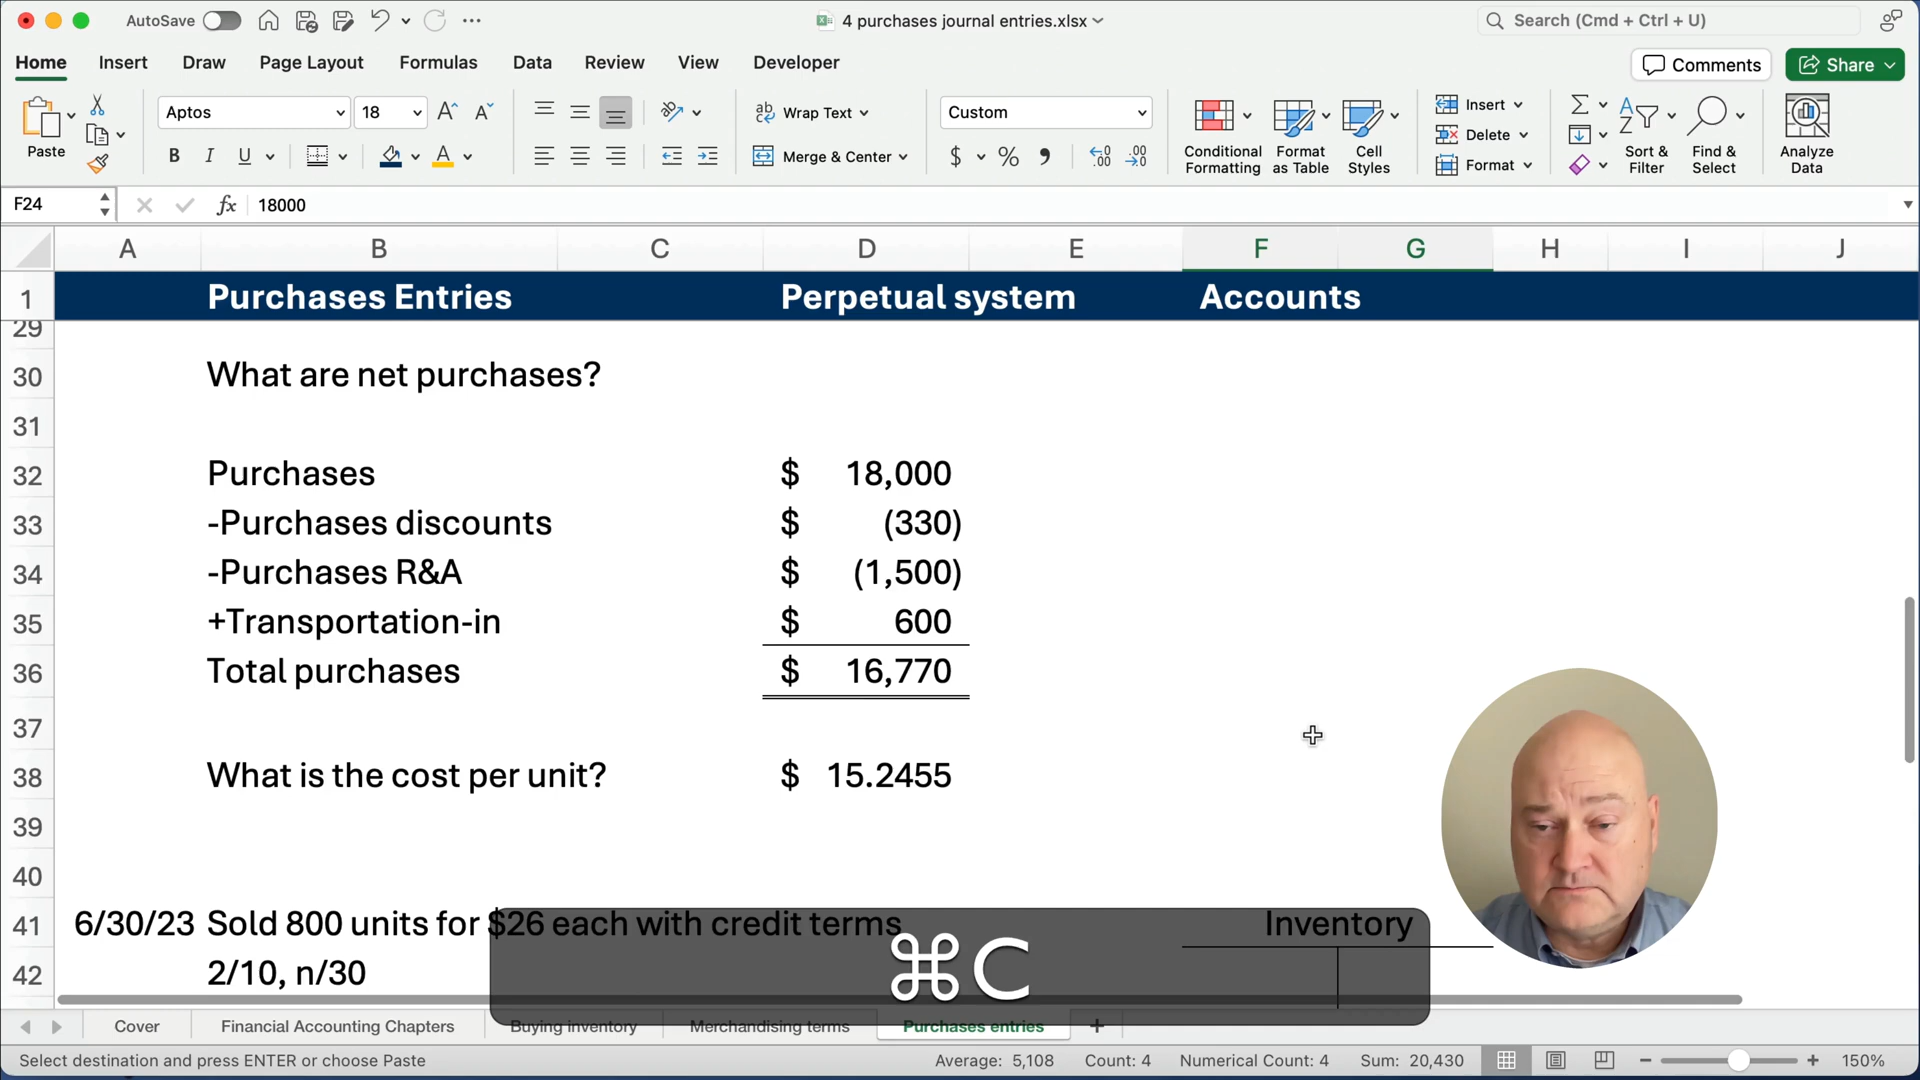 AutoSave
4 purchases journal entries.xlsx
Search (Cmd + Ctrl + U)
Home Insert Draw Page Layout Formulas Data Review View Developer
Comments Share
Paste
Aptos 18
B I U
Wrap Text
Merge & Center
Custom
$ % 9
Conditional Formatting
Format as Table
Cell Styles
Insert
Delete
Format
Sort & Filter
Find & Select
Analyze Data
F24 fx 18000
A B C D E F G H I J
1 Purchases Entries Perpetual system Accounts
29
30 What are net purchases?
31
32 Purchases $ 18,000
33 -Purchases discounts $ (330)
34 -Purchases R&A $ (1,500)
35 +Transportation-in $ 600
36 Total purchases $ 16,770
37
38 What is the cost per unit? $ 15.2455
39
40
41 6/30/23 Sold 800 units for $26 each with credit terms Inventory
42 2/10, n/30
⌘C
Cover Financial Accounting Chapters Buying inventory Merchandising terms Purchases entries +
Select destination and press ENTER or choose Paste Average: 5,108 Count: 4 Numerical Count: 4 Sum: 20,430 150%